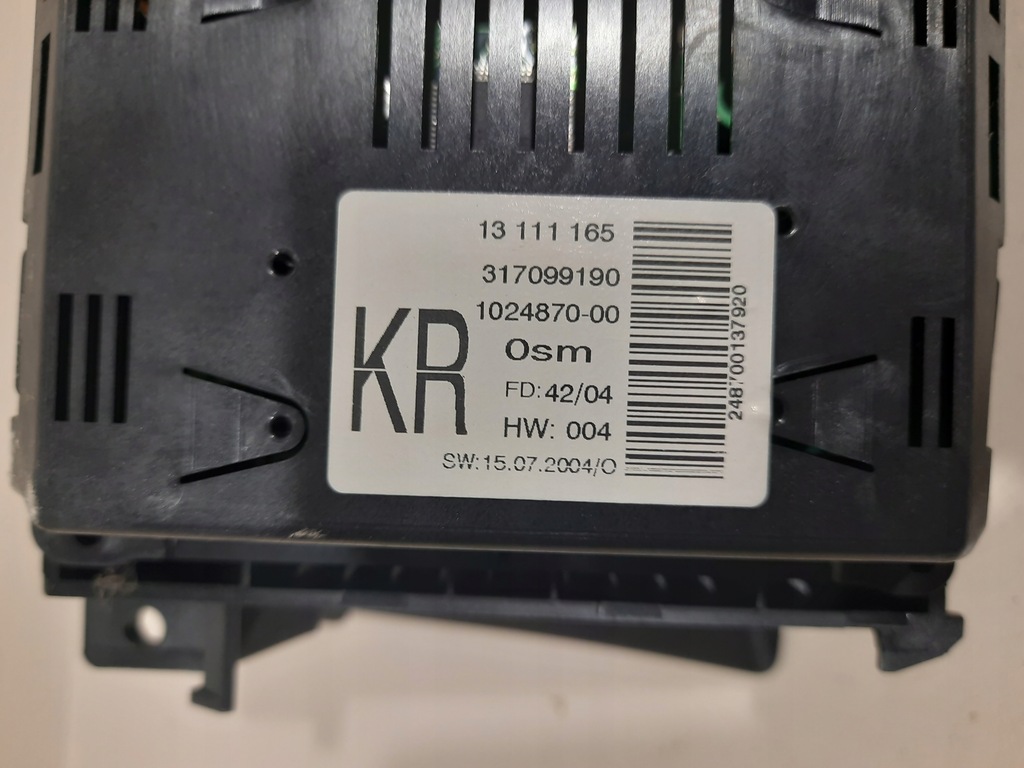 13 111 165
317099190
1024870-00
KR
0sm
FD: 42/04
HW: 004
SW:15.07.2004/O
248700137920